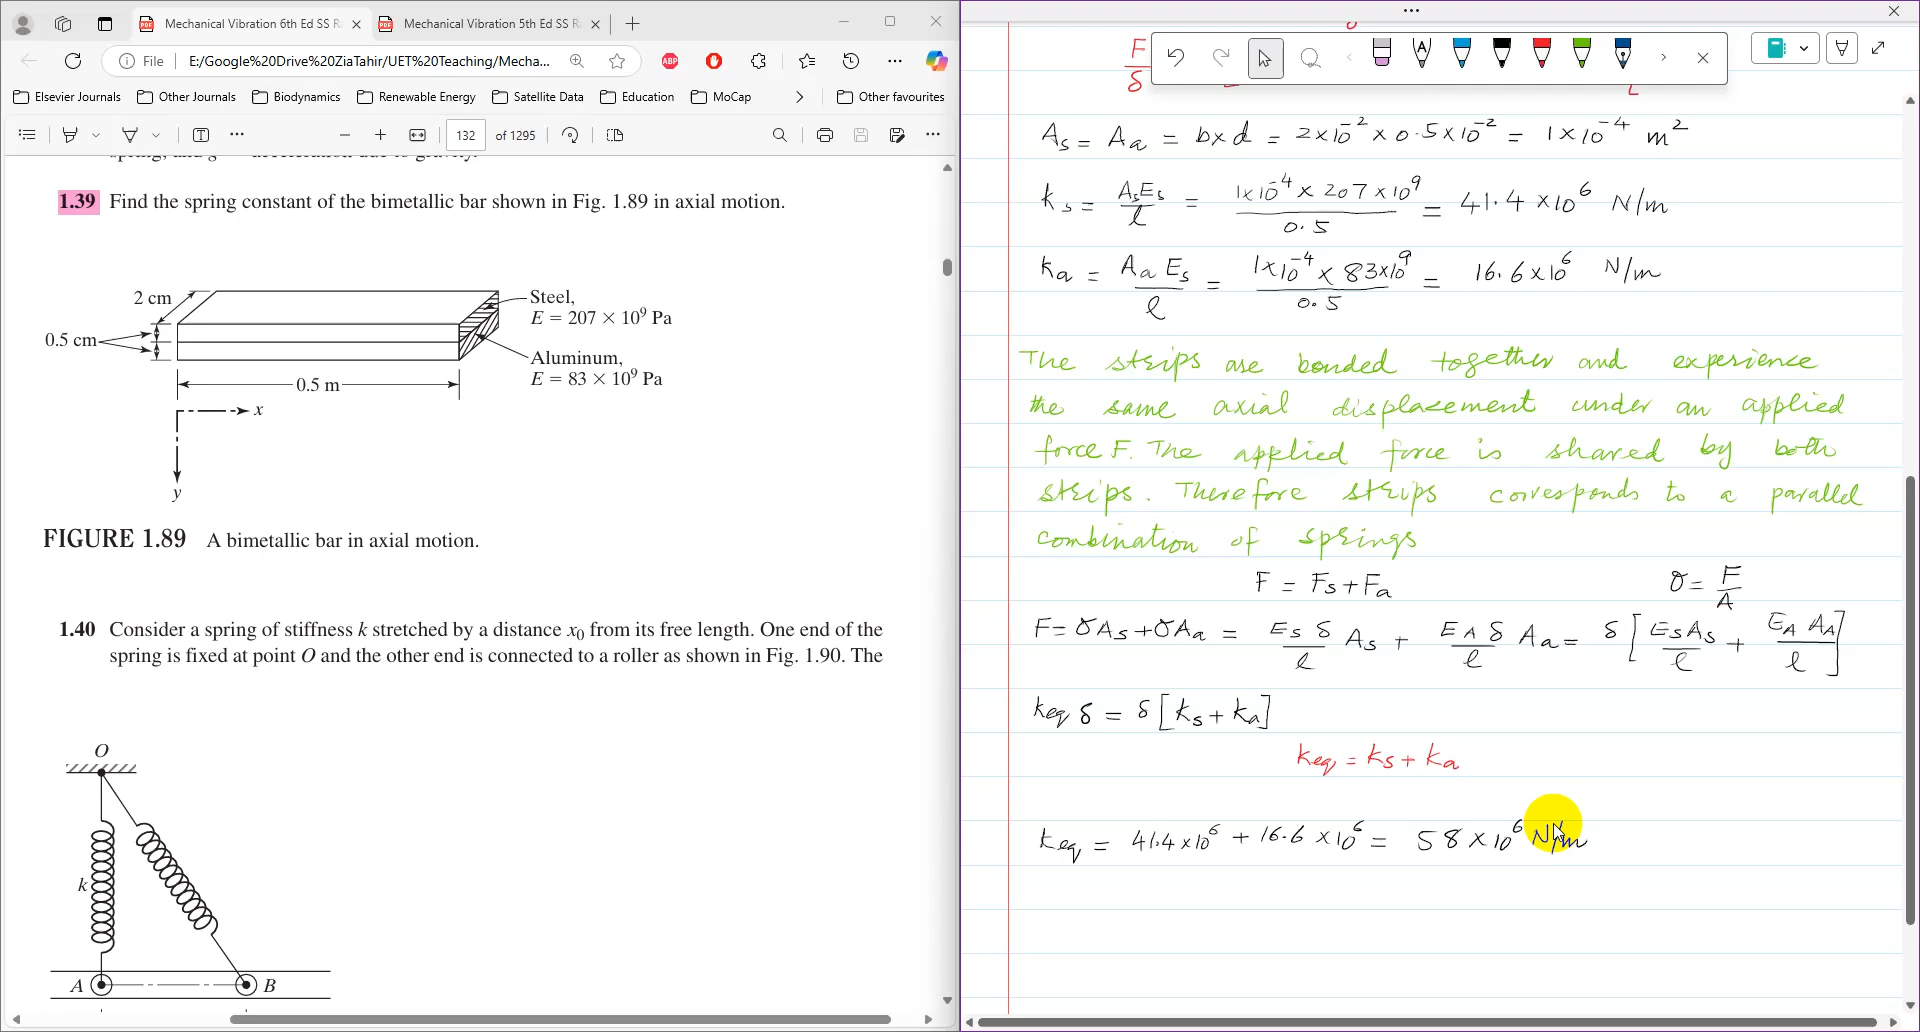 Mechanical Vibration 6th Ed SS R
Mechanical Vibration 5th Ed SS R
File
E:/Google%20Drive%20ZiaTahir/UET%20Teaching/Mecha...
ABP
Elsevier Journals
Other Journals
Biodynamics
Renewable Energy
Satellite Data
Education
MoCap
Other favourites
132 of 1295
1.39 Find the spring constant of the bimetallic bar shown in Fig. 1.89 in axial motion.
2 cm
0.5 cm
Steel,
E = 207 × 10⁹ Pa
Aluminum,
E = 83 × 10⁹ Pa
0.5 m
x
y
FIGURE 1.89 A bimetallic bar in axial motion.
1.40 Consider a spring of stiffness k stretched by a distance x₀ from its free length. One end of the
spring is fixed at point O and the other end is connected to a roller as shown in Fig. 1.90. The
O
k
A
B
F/δ
A
As = Aa = b×d = 2×10⁻² × 0.5×10⁻² = 1×10⁻⁴ m²
ks = AsEs/l = 1×10⁻⁴ × 207×10⁹/0.5 = 41.4×10⁶ N/m
ka = Aa Es/l = 1×10⁻⁴ × 83×10⁹/0.5 = 16.6×10⁶ N/m
The strips are bonded together and experience
the same axial displacement under an applied
force F. The applied force is shared by both
strips. Therefore strips corresponds to a parallel
combination of springs
F = Fs + Fa
σ = F/A
F = σAs + σAa = Es δ/l As + EA δ/l Aa = δ [EsAs/l + EA AA/l]
keq δ = δ [ks + ka]
keq = ks + ka
keq = 41.4×10⁶ + 16.6×10⁶ = 58×10⁶ N/m